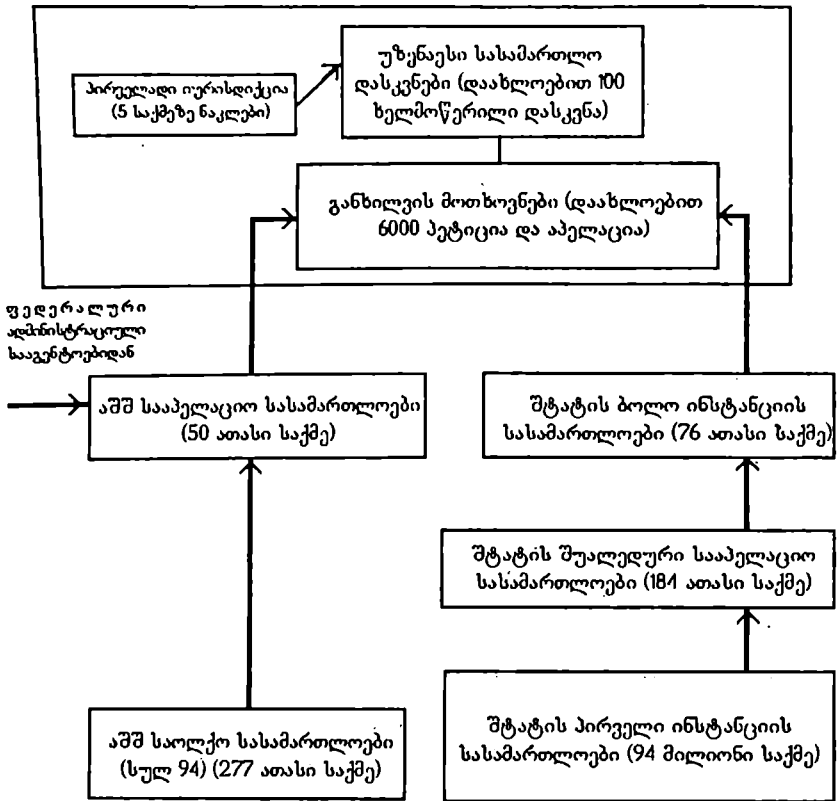 უზენაესი სასამართლო
დასკვნები (დაახლოებით 100
ხელმოწერილი დასკვნა)
პირველადი იურისდიქცია
(5 საქმეზე ნაკლები)
განხილვის მოთხოვნები (დაახლოებით
6000 პეტიცია და აპელაცია)
ფედერალური
ადმინისტრაციული
სააგენტოებიდან
აშშ სააპელაციო სასამართლოები
(50 ათასი საქმე)
შტატის ბოლო ინსტანციის
სასამართლოები (76 ათასი საქმე)
შტატის შუალედური სააპელაციო
სასამართლოები (184 ათასი საქმე)
აშშ საოლქო სასამართლოები
(სულ 94) (277 ათასი საქმე)
შტატის პირველი ინსტანციის
სასამართლოები (94 მილიონი საქმე)